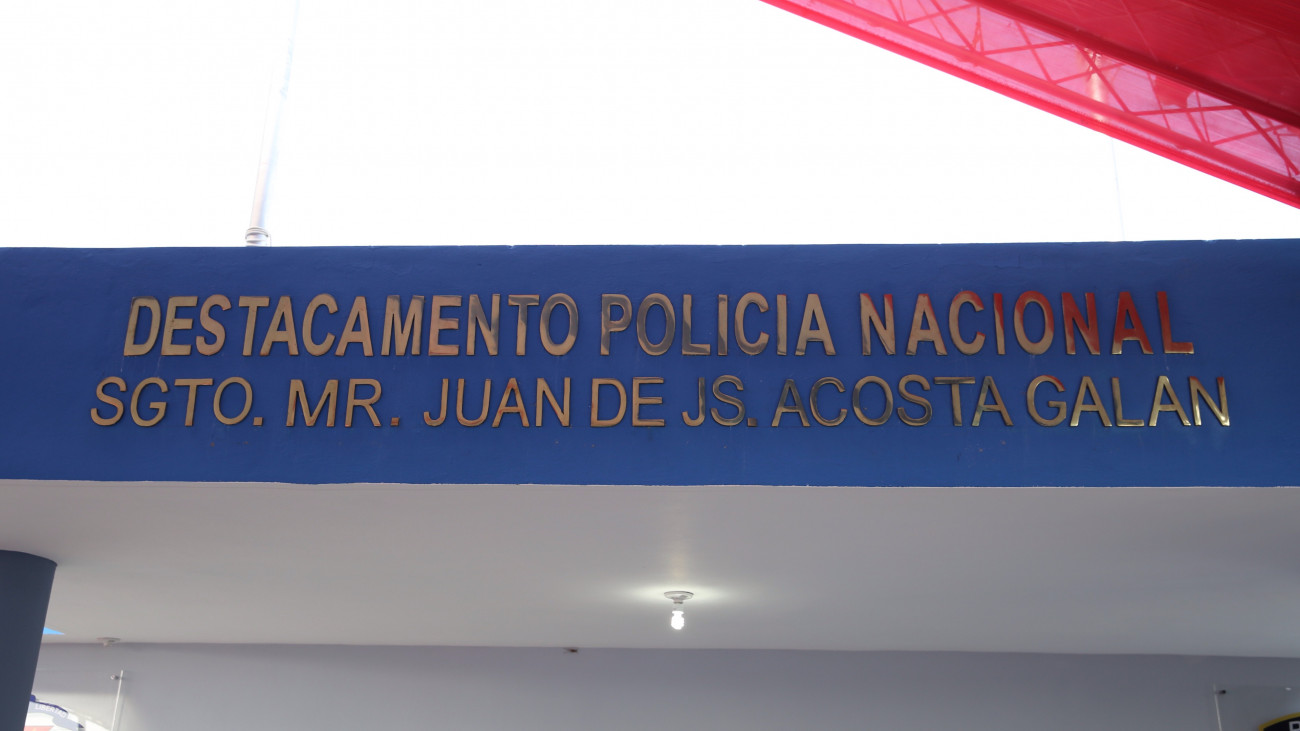 DESTACAMENTO POLICIA NACIONAL
SGTO. MR. JUAN DE JS. ACOSTA GALAN